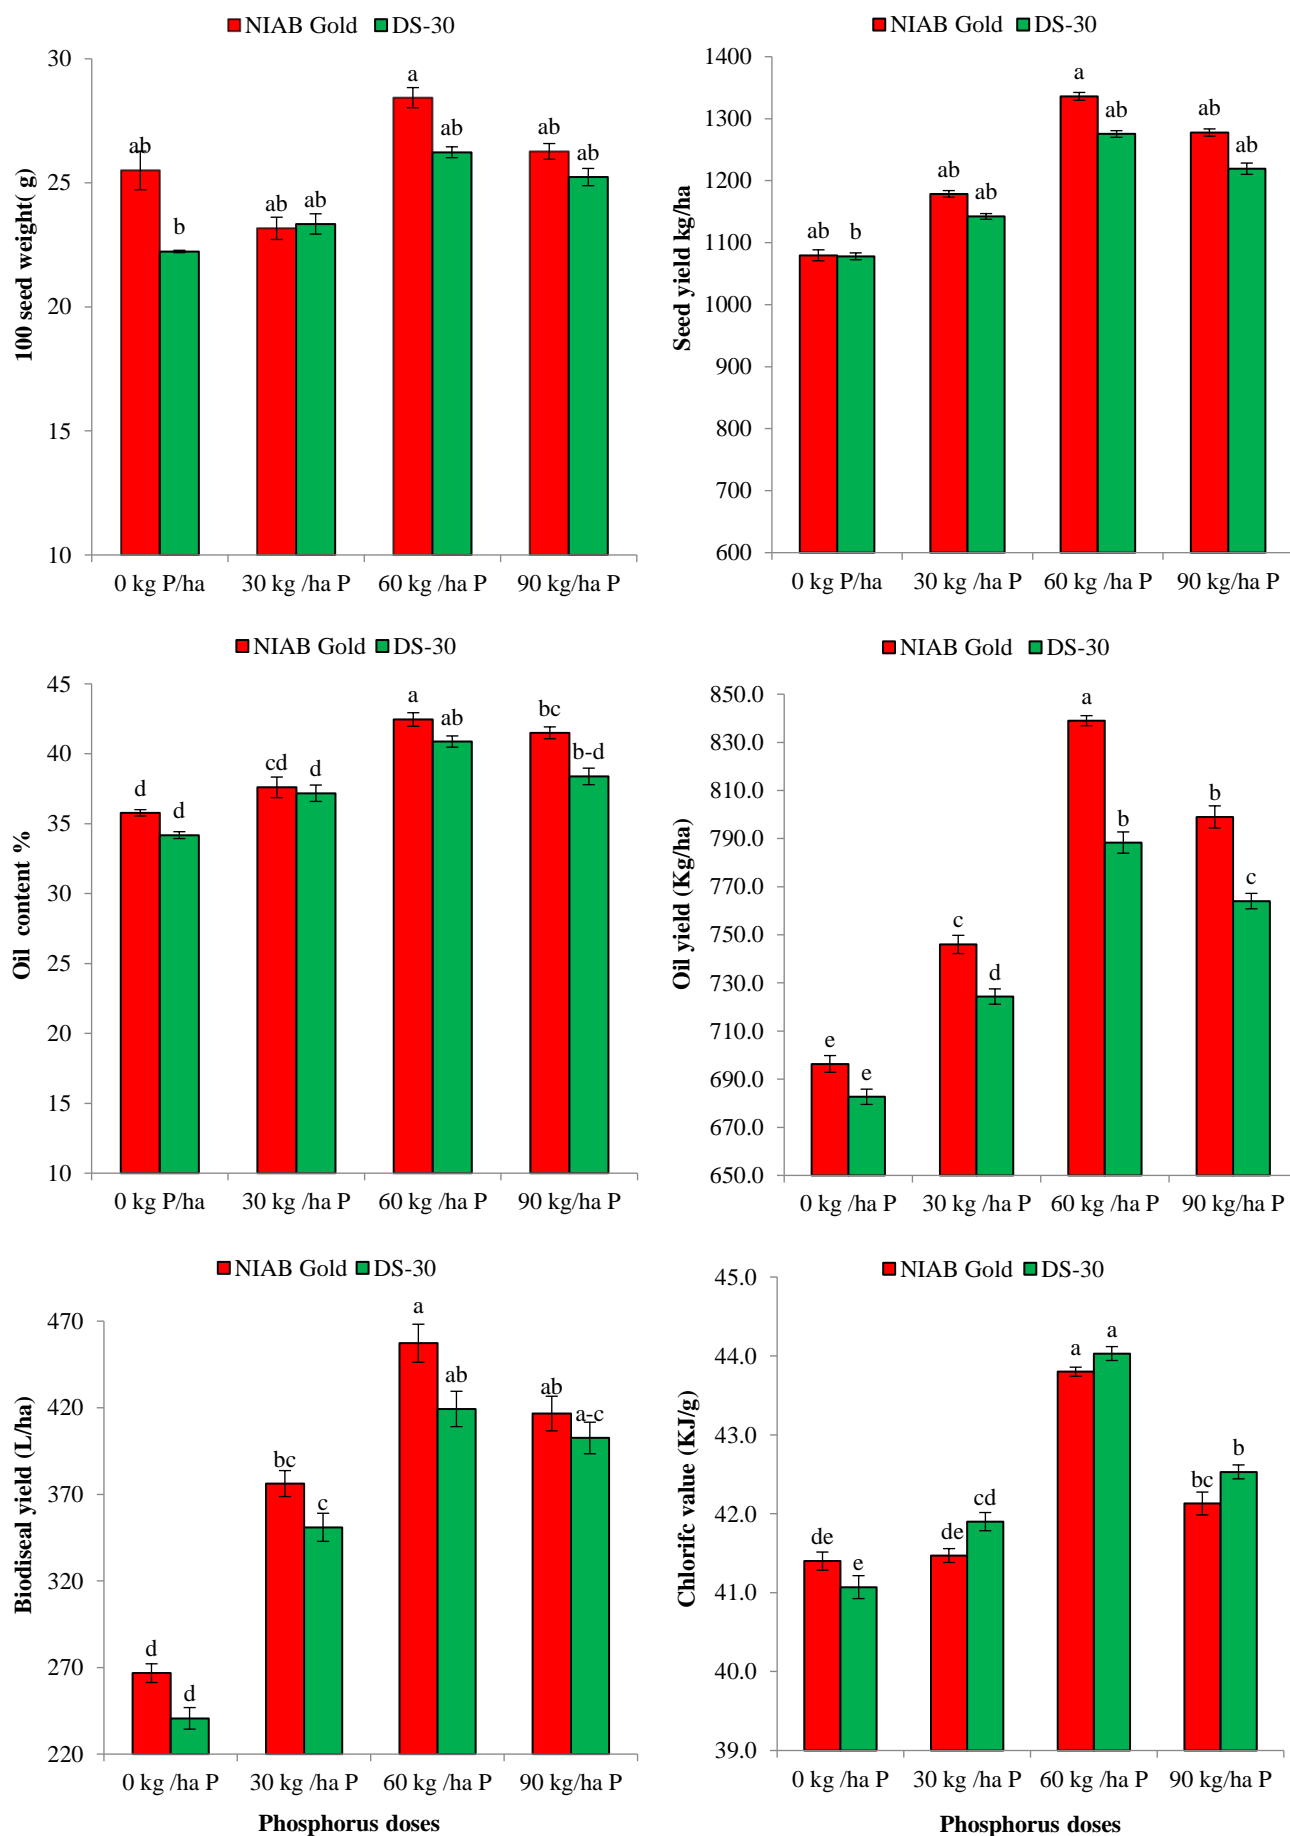 NIAB Gold DS-30
30
25
20
15
10
100 seed weight( g)
ab
b
ab
ab
a
ab
ab
ab
0 kg P/ha
30 kg /ha P
60 kg /ha P
90 kg/ha P
NIAB Gold DS-30
1400
1300
1200
1100
1000
900
800
700
600
Seed yield kg/ha
ab
b
ab
ab
a
ab
ab
ab
0 kg P/ha
30 kg /ha P
60 kg /ha P
90 kg/ha P
NIAB Gold DS-30
45
40
35
30
25
20
15
10
Oil content %
d
d
cd
d
a
ab
bc
b-d
0 kg P/ha
30 kg /ha P
60 kg /ha P
90 kg/ha P
NIAB Gold DS-30
850.0
830.0
810.0
790.0
770.0
750.0
730.0
710.0
690.0
670.0
650.0
Oil yield (Kg/ha)
e
e
c
d
a
b
b
c
0 kg /ha P
30 kg /ha P
60 kg /ha P
90 kg/ha P
NIAB Gold DS-30
470
420
370
320
270
220
Biodiseal yield (L/ha)
d
d
bc
c
a
ab
ab
a-c
0 kg /ha P
30 kg /ha P
60 kg /ha P
90 kg/ha P
Phosphorus doses
NIAB Gold DS-30
45.0
44.0
43.0
42.0
41.0
40.0
39.0
Chlorifc value (KJ/g)
de
e
de
cd
a
a
bc
b
0 kg /ha P
30 kg /ha P
60 kg /ha P
90 kg/ha P
Phosphorus doses